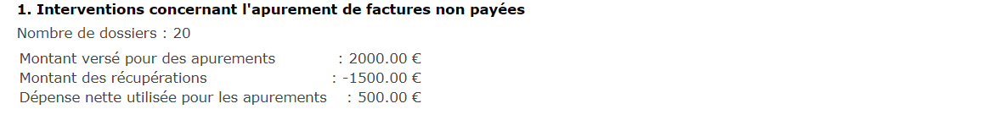 1. Interventions concernant l'apurement de factures non payées
Nombre de dossiers : 20
Montant versé pour des apurements : 2000.00 €
Montant des récupérations : -1500.00 €
Dépense nette utilisée pour les apurements : 500.00 €